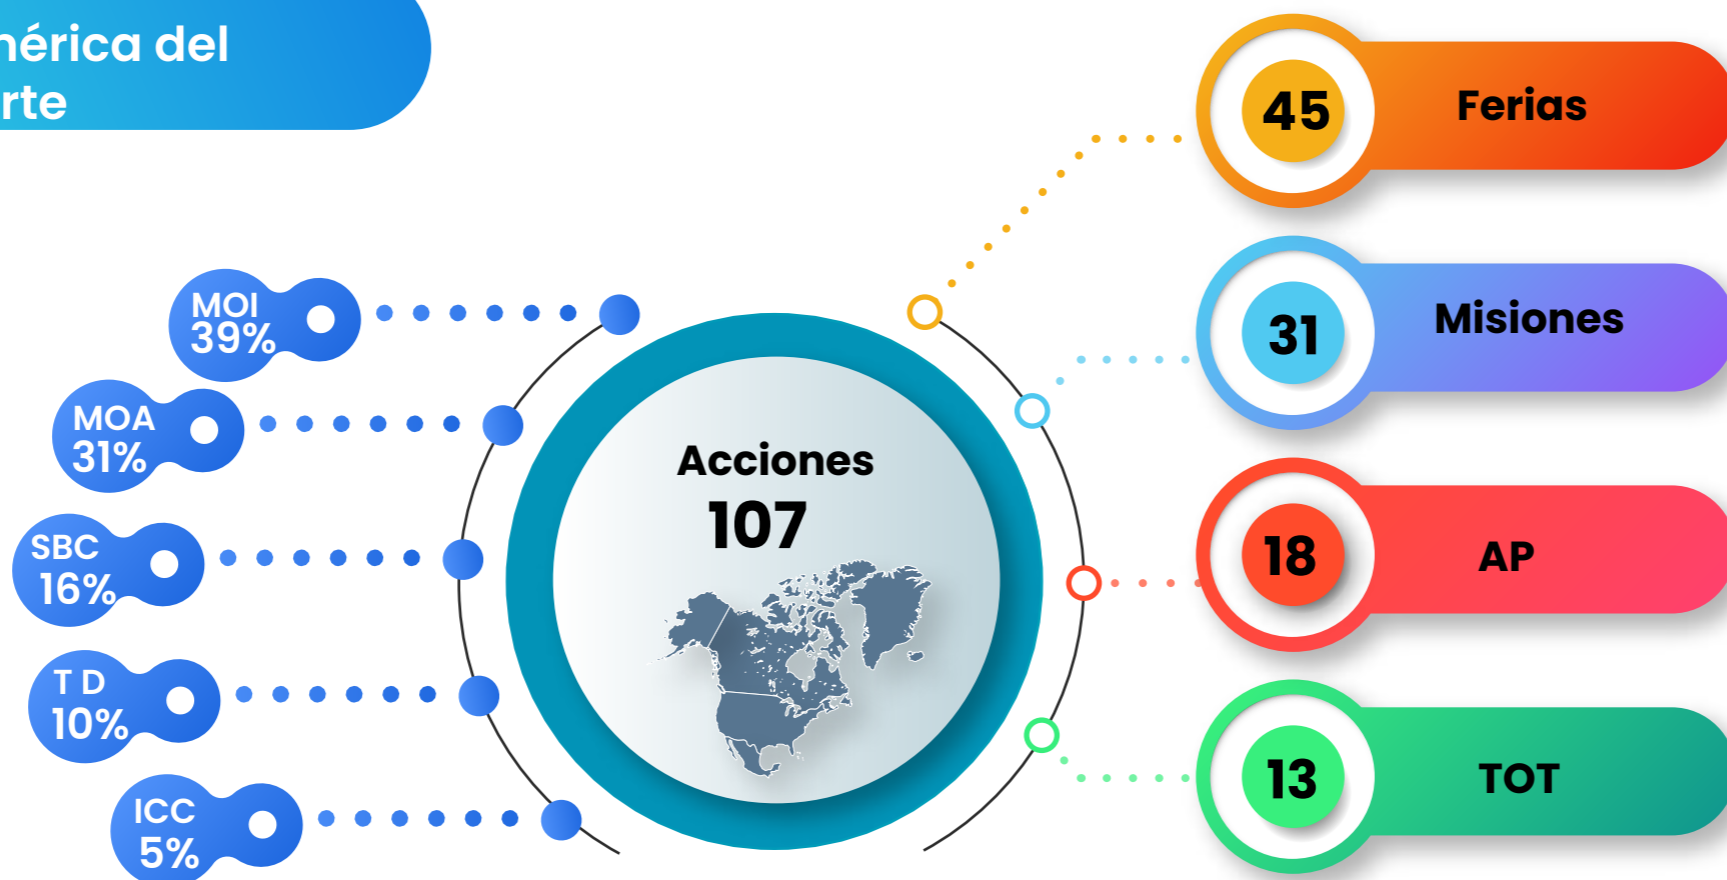 mérica del
rte
MOI
39%
MOA
31%
SBC
16%
T D
10%
ICC
5%
Acciones
107
45 Ferias
31 Misiones
18 AP
13 TOT